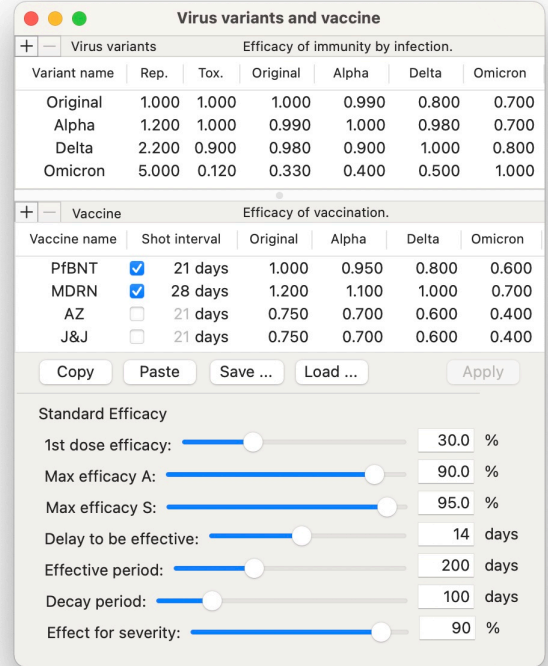 Virus variants and vaccine
+ − Virus variants Efficacy of immunity by infection.
Variant name Rep. Tox. Original Alpha Delta Omicron
Original 1.000 1.000 1.000 0.990 0.800 0.700
Alpha 1.200 1.000 0.990 1.000 0.980 0.700
Delta 2.200 0.900 0.980 0.900 1.000 0.800
Omicron 5.000 0.120 0.330 0.400 0.500 1.000
+ − Vaccine Efficacy of vaccination.
Vaccine name Shot interval Original Alpha Delta Omicron
PfBNT 21 days 1.000 0.950 0.800 0.600
MDRN 28 days 1.200 1.100 1.000 0.700
AZ 21 days 0.750 0.700 0.600 0.400
J&J 21 days 0.750 0.700 0.600 0.400
Copy Paste Save ... Load ... Apply
Standard Efficacy
1st dose efficacy: 30.0 %
Max efficacy A: 90.0 %
Max efficacy S: 95.0 %
Delay to be effective: 14 days
Effective period: 200 days
Decay period: 100 days
Effect for severity: 90 %